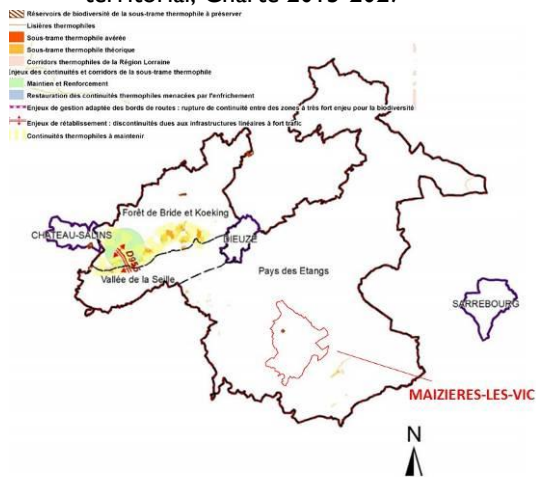 territorial, Charte 2015-2027
Réservoirs de biodiversité de la sous-trame thermophile à préserver
Lisières thermophiles
Sous-trame thermophile avérée
Sous-trame thermophile théorique
Corridors thermophiles de la Région Lorraine
Enjeux des continuités et corridors de la sous-trame thermophile
Maintien et Renforcement
Restauration des continuités thermophiles menacées par l'enfrichement
Enjeux de gestion adaptée des bords de routes : rupture de continuité entre des zones à très fort enjeu pour la biodiversité
Enjeux de rétablissement : discontinuités dues aux infrastructures linéaires à fort trafic
Continuités thermophiles à maintenir
Forêt de Bride et Koeking
CHATEAU-SALINS
DIEUZE
D955
Vallée de la Seille
Pays des Etangs
SARREBOURG
MAIZIERES-LES-VIC
N